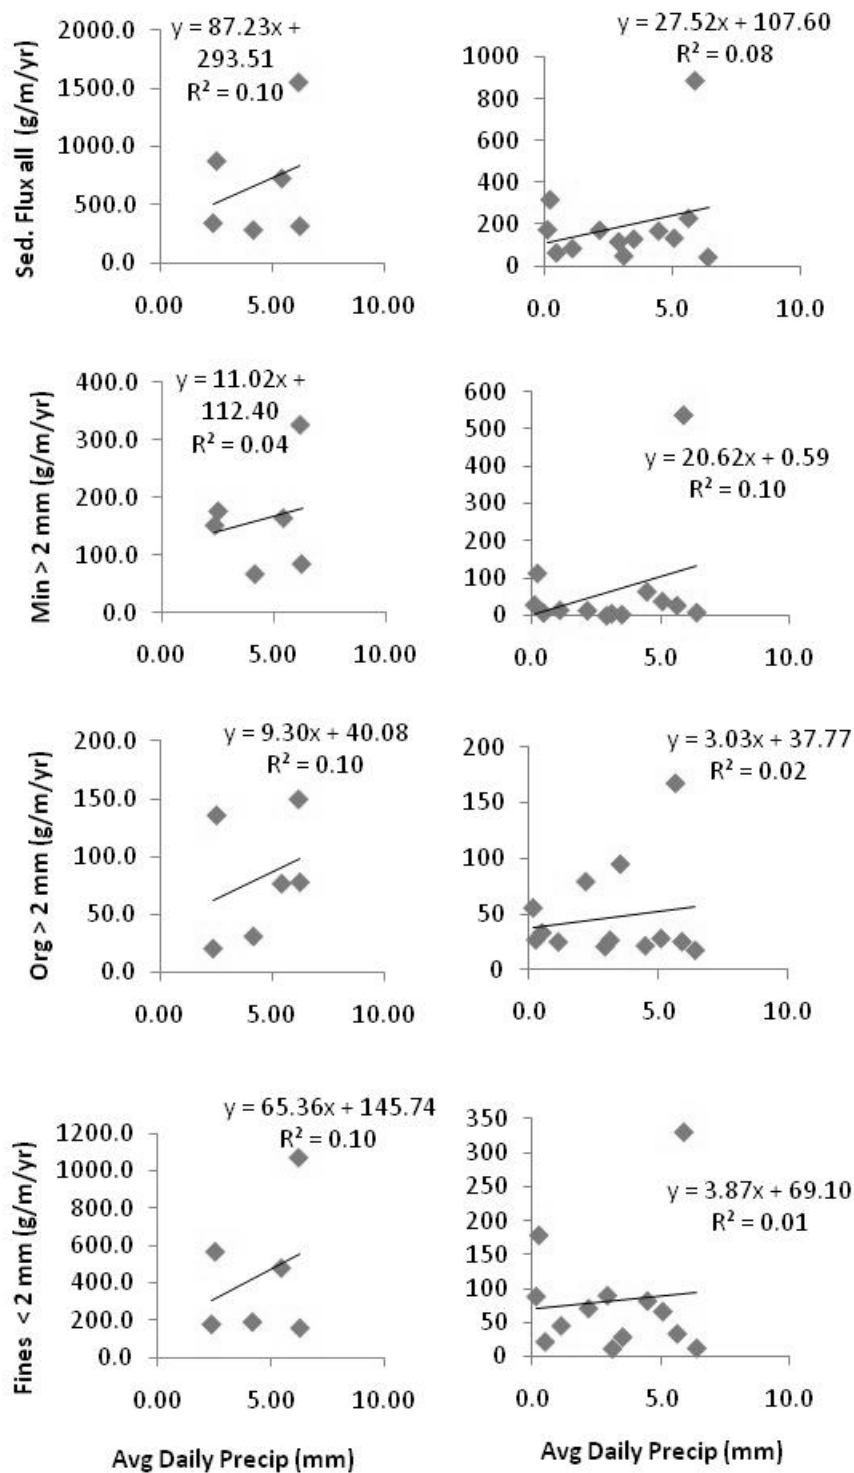 y = 87.23x +
293.51
R² = 0.10
2000.0
1500.0
1000.0
500.0
0.0
0.00 5.00 10.00
Sed. Flux all (g/m/yr)
y = 27.52x + 107.60
R² = 0.08
1000
800
600
400
200
0
0.0 5.0 10.0
y = 11.02x +
112.40
R² = 0.04
400.0
300.0
200.0
100.0
0.0
0.00 5.00 10.00
Min > 2 mm (g/m/yr)
y = 20.62x + 0.59
R² = 0.10
600
500
400
300
200
100
0
0.0 5.0 10.0
y = 9.30x + 40.08
R² = 0.10
200.0
150.0
100.0
50.0
0.0
0.00 5.00 10.00
Org > 2 mm (g/m/yr)
y = 3.03x + 37.77
R² = 0.02
200
150
100
50
0
0.0 5.0 10.0
y = 65.36x + 145.74
R² = 0.10
1200.0
1000.0
800.0
600.0
400.0
200.0
0.0
0.00 5.00 10.00
Fines < 2 mm (g/m/yr)
Avg Daily Precip (mm)
y = 3.87x + 69.10
R² = 0.01
350
300
250
200
150
100
50
0
0.0 5.0 10.0
Avg Daily Precip (mm)